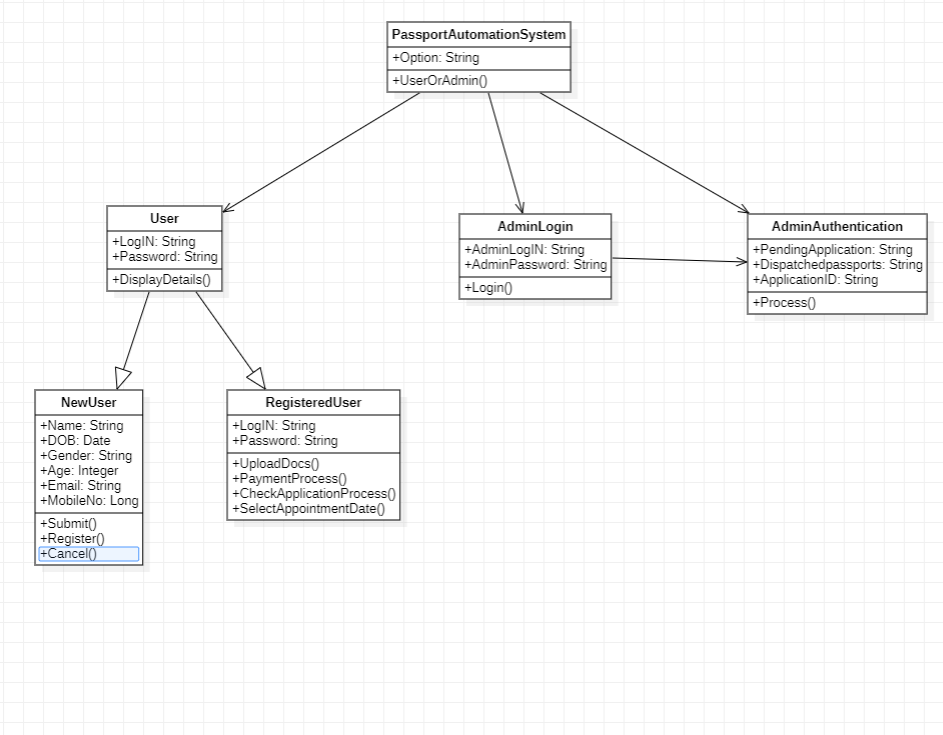 PassportAutomationSystem
+Option: String
+UserOrAdmin()
User
+LogIN: String
+Password: String
+DisplayDetails()
AdminLogin
+AdminLogIN: String
+AdminPassword: String
+Login()
AdminAuthentication
+PendingApplication: String
+Dispatchedpassports: String
+ApplicationID: String
+Process()
NewUser
+Name: String
+DOB: Date
+Gender: String
+Age: Integer
+Email: String
+MobileNo: Long
+Submit()
+Register()
+Cancel()
RegisteredUser
+LogIN: String
+Password: String
+UploadDocs()
+PaymentProcess()
+CheckApplicationProcess()
+SelectAppointmentDate()